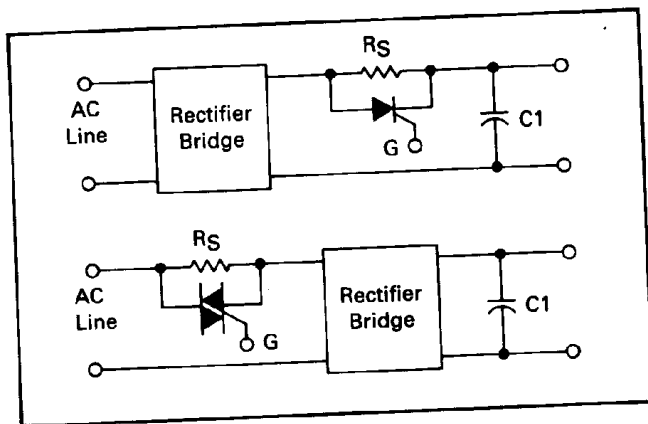 RS
AC
Line
Rectifier
Bridge
G
C1
RS
AC
Line
Rectifier
Bridge
G
C1